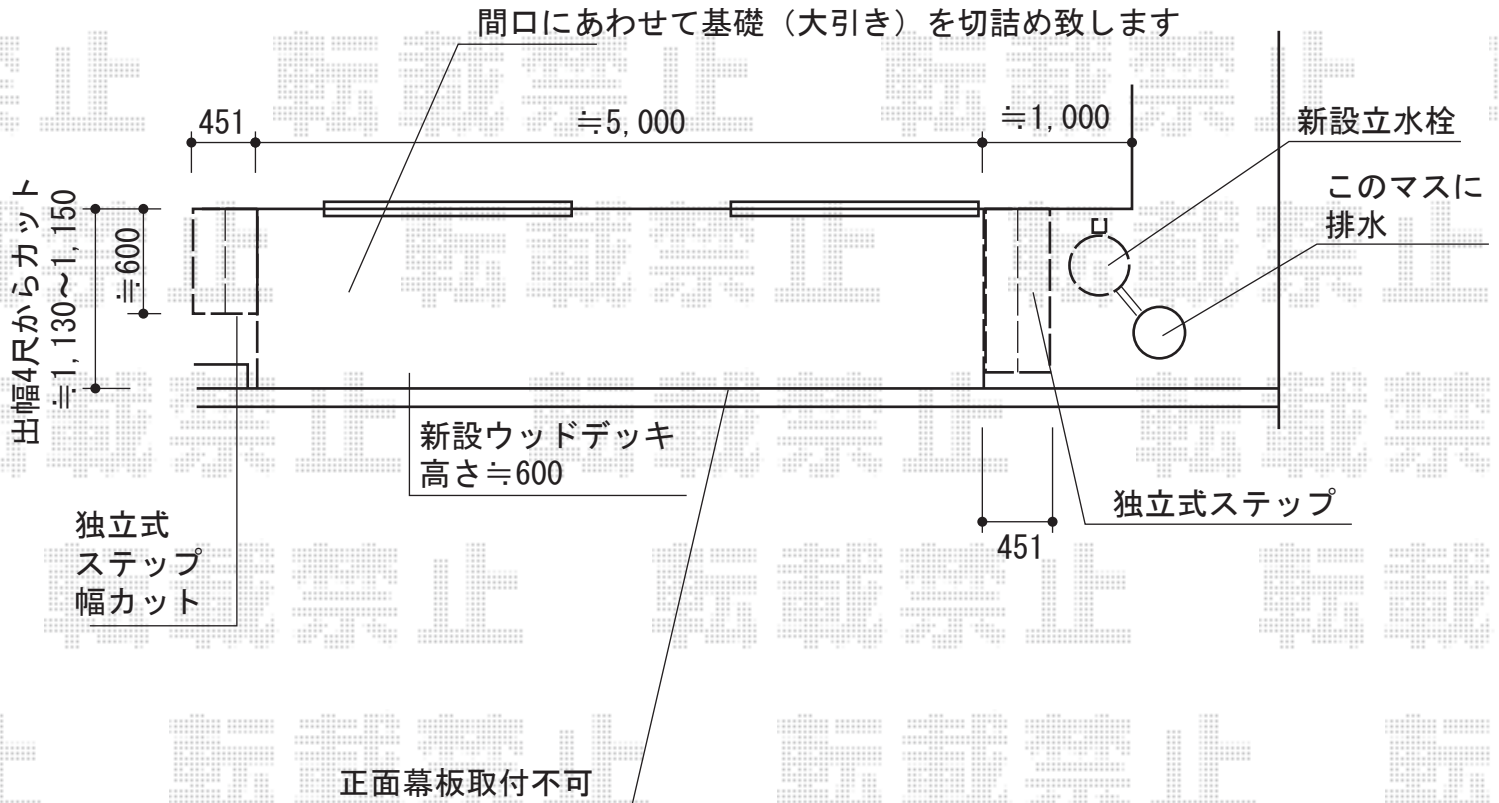 間口にあわせて基礎（大引き）を切詰め致します
451
≒5,000
≒1,000
新設立水栓
このマスに
排水
出幅4尺からカット
≒1,130〜1,150
≒600
新設ウッドデッキ
高さ≒600
独立式ステップ
451
独立式
ステップ
幅カット
正面幕板取付不可
転載禁止